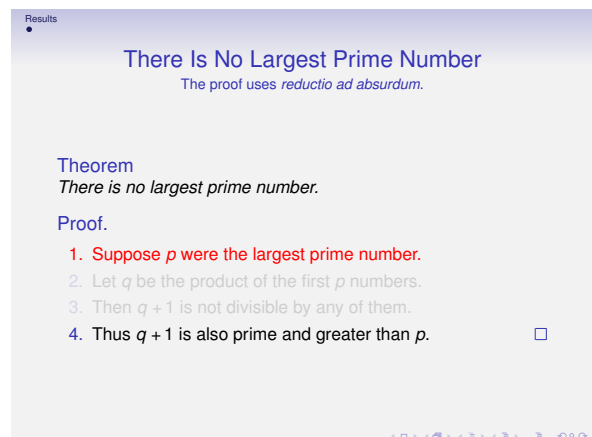 Results
There Is No Largest Prime Number
The proof uses reductio ad absurdum.
Theorem
There is no largest prime number.
Proof.
1. Suppose p were the largest prime number.
2. Let q be the product of the first p numbers.
3. Then q + 1 is not divisible by any of them.
4. Thus q + 1 is also prime and greater than p.